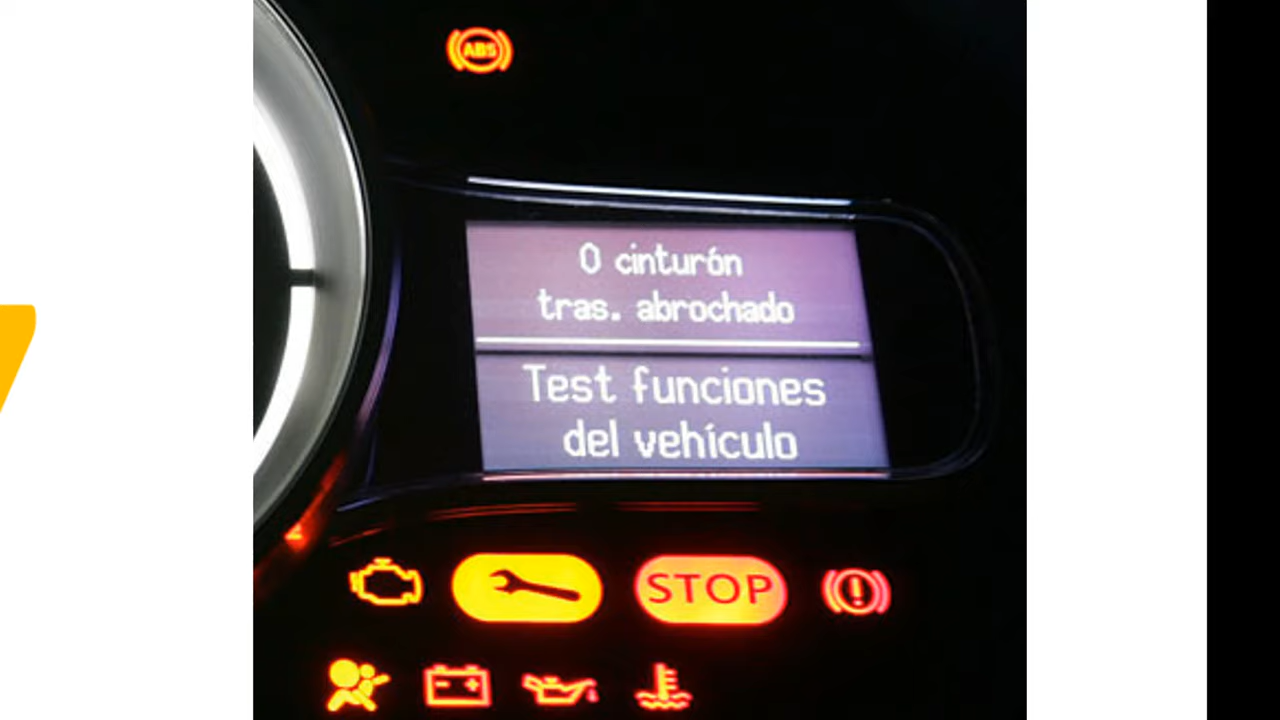 ABS
0 cinturón
tras. abrochado
Test funciones
del vehículo
STOP